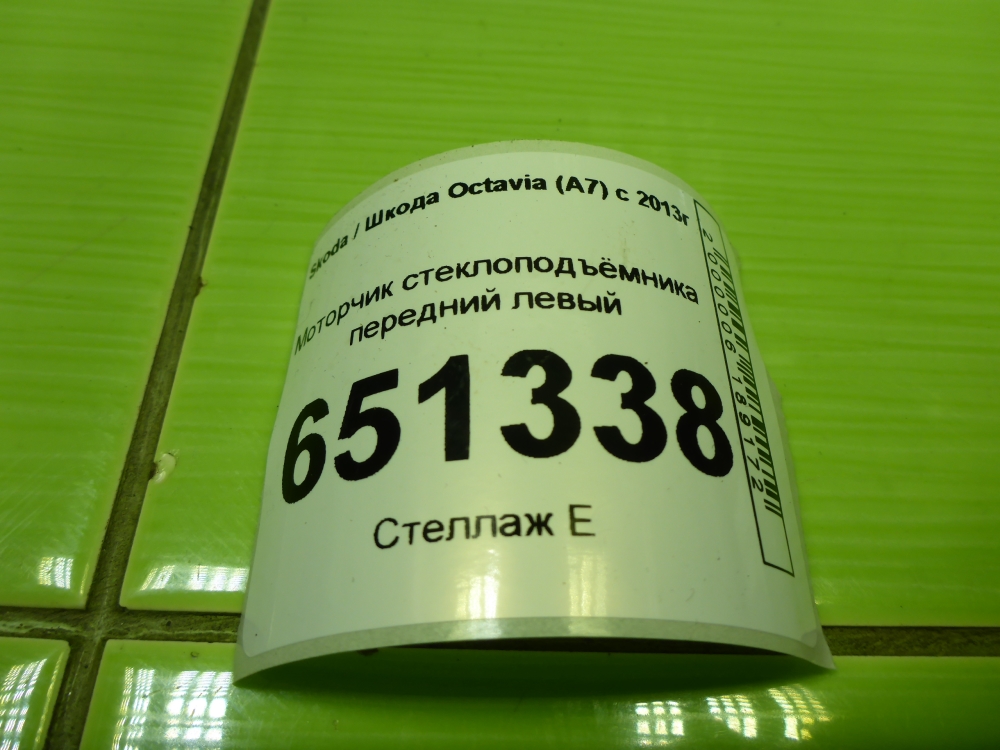 Skoda / Шкода Octavia (A7) с 2013г
Моторчик стеклоподъёмника
передний левый
651338
Стеллаж Е
2000006189172